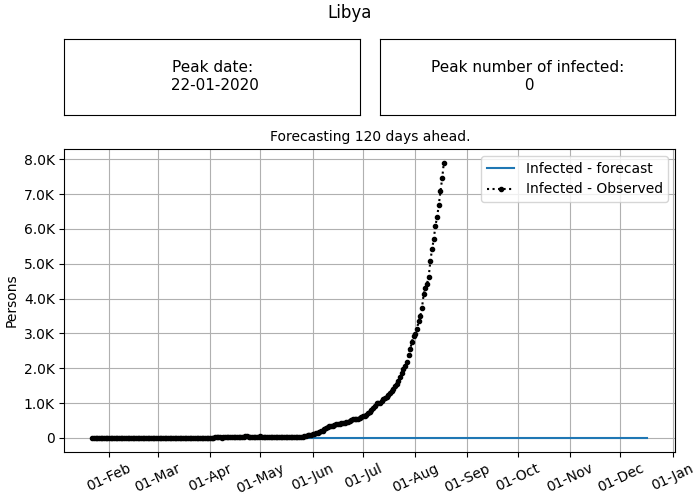 Libya
Peak date:
22-01-2020
Peak number of infected:
0
Forecasting 120 days ahead.
Infected - forecast
Infected - Observed
8.0K
7.0K
6.0K
5.0K
4.0K
3.0K
2.0K
1.0K
0
Persons
01-Feb
01-Mar
01-Apr
01-May
01-Jun
01-Jul
01-Aug
01-Sep
01-Oct
01-Nov
01-Dec
01-Jan